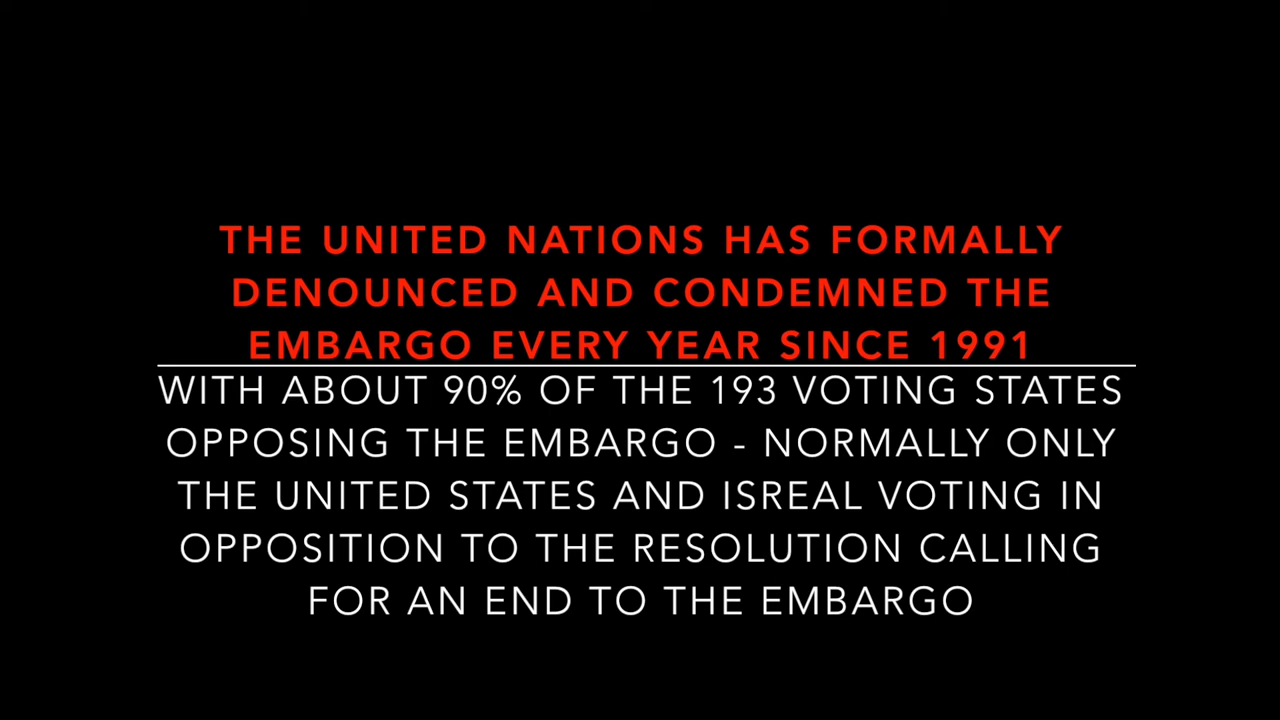 THE UNITED NATIONS HAS FORMALLY
DENOUNCED AND CONDEMNED THE
EMBARGO EVERY YEAR SINCE 1991
WITH ABOUT 90% OF THE 193 VOTING STATES
OPPOSING THE EMBARGO - NORMALLY ONLY
THE UNITED STATES AND ISREAL VOTING IN
OPPOSITION TO THE RESOLUTION CALLING
FOR AN END TO THE EMBARGO